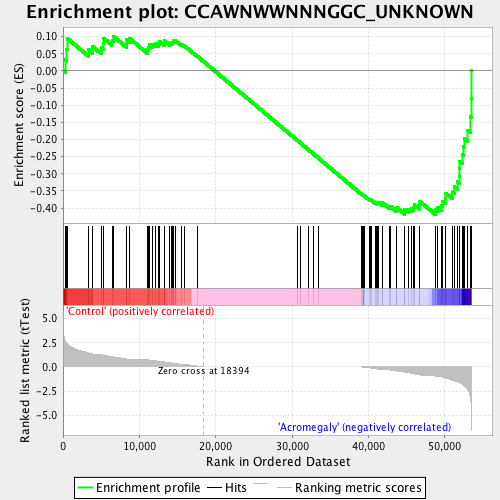 Enrichment plot: CCAWNWWNNNGGC_UNKNOWN
Enrichment score (ES)
0.10
0.05
0.00
-0.05
-0.10
-0.15
-0.20
-0.25
-0.30
-0.35
-0.40
'Control' (positively correlated)
Ranked list metric (tTest)
5.0
2.5
0.0
-2.5
-5.0
Zero cross at 18394
'Acromegaly' (negatively correlated)
0
10,000
20,000
30,000
40,000
50,000
Rank in Ordered Dataset
Enrichment profile
Hits
Ranking metric scores